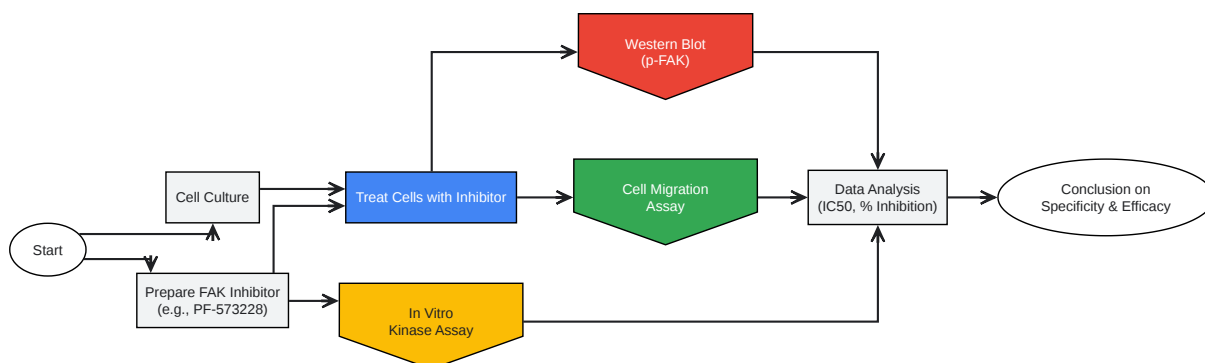 Start
Cell Culture
Prepare FAK Inhibitor
(e.g., PF-573228)
Treat Cells with Inhibitor
Western Blot
(p-FAK)
Cell Migration
Assay
In Vitro
Kinase Assay
Data Analysis
(IC50, % Inhibition)
Conclusion on
Specificity & Efficacy